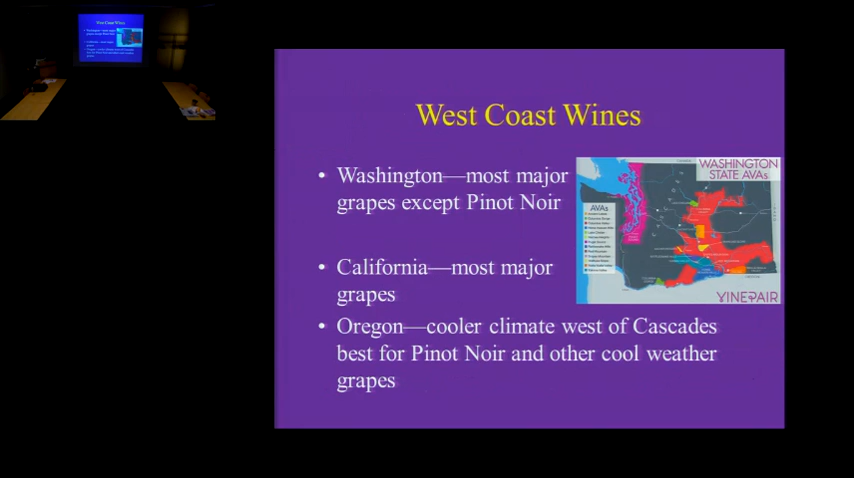 West Coast Wines
• Washington—most major
grapes except Pinot Noir
WASHINGTON
STATE AVAs
AVAs
VINEPAIR
• California—most major
grapes
• Oregon—cooler climate west of Cascades
best for Pinot Noir and other cool weather
grapes